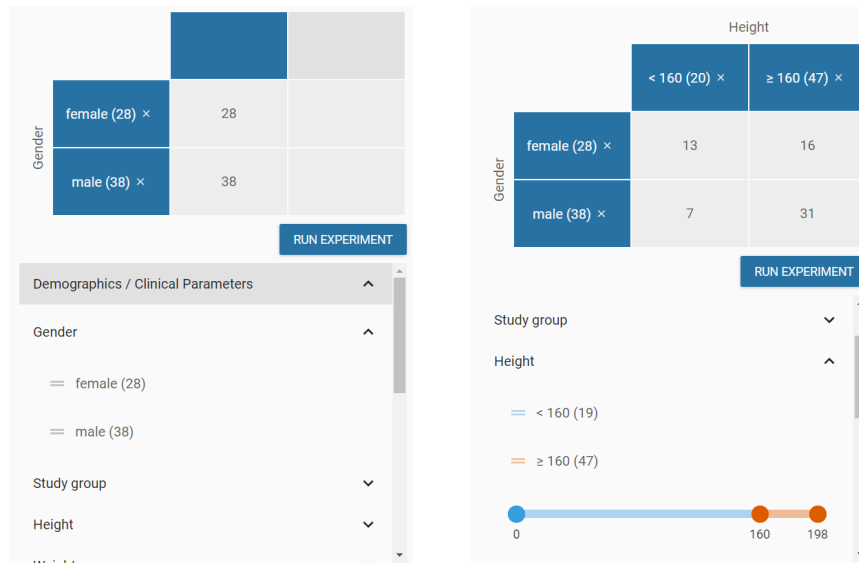 Gender
female (28) ×
28
male (38) ×
38
RUN EXPERIMENT
Demographics / Clinical Parameters
Gender
female (28)
male (38)
Study group
Height
Height
< 160 (20) ×
≥ 160 (47) ×
Gender
female (28) ×
13
16
male (38) ×
7
31
RUN EXPERIMENT
Study group
Height
< 160 (19)
≥ 160 (47)
0
160
198